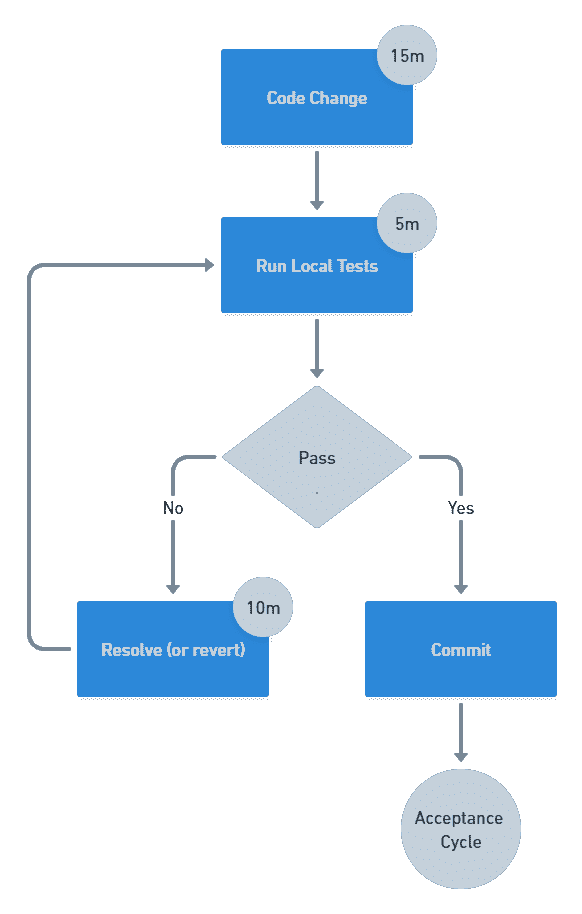 15m
Code Change
5m
Run Local Tests
Pass
No
Yes
10m
Resolve (or revert)
Commit
Acceptance
Cycle